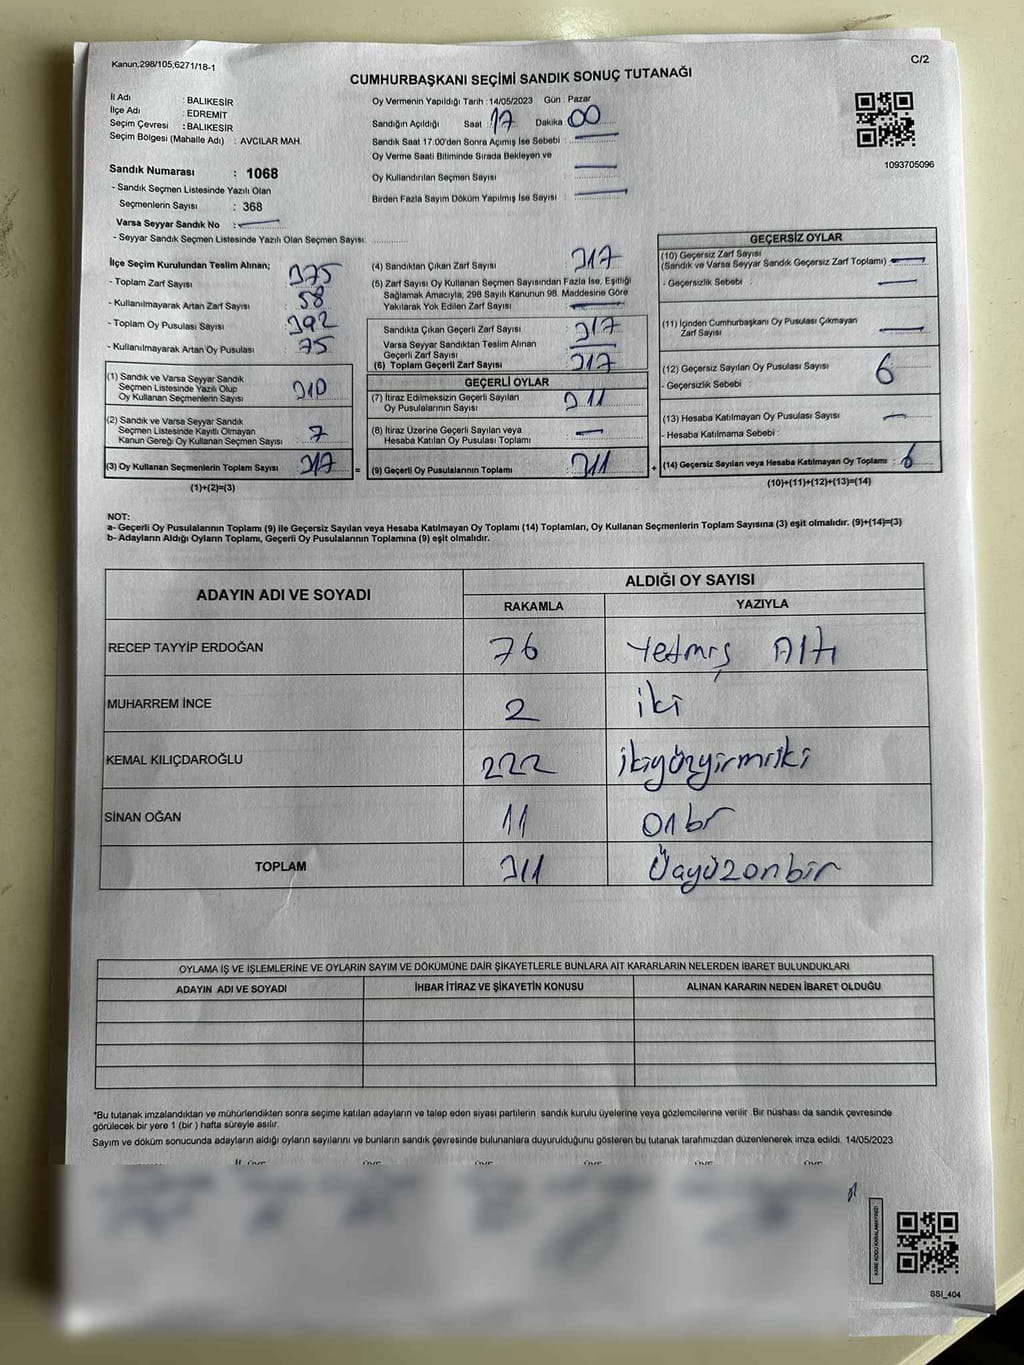 Kanun;298/105;6271/18-1
C/2
CUMHURBAŞKANI SEÇİMİ SANDIK SONUÇ TUTANAĞI
İl Adı : BALIKESİR
İlçe Adı : EDREMİT
Seçim Çevresi : BALIKESİR
Seçim Bölgesi (Mahalle Adı) : AVCILAR MAH.
Oy Vermenin Yapıldığı Tarih : 14/05/2023 Gün : Pazar
Sandığın Açıldığı Saat : 17 Dakika : 00
Sandık Saat 17:00'den Sonra Açımış İse Sebebi :
Oy Verme Saati Bitiminde Sırada Bekleyen ve
Oy Kullandırılan Seçmen Sayısı :
Birden Fazla Sayım Döküm Yapılmış İse Sayısı :
1093705096
Sandık Numarası : 1068
- Sandık Seçmen Listesinde Yazılı Olan
Seçmenlerin Sayısı : 368
Varsa Seyyar Sandık No :
- Seyyar Sandık Seçmen Listesinde Yazılı Olan Seçmen Sayısı:
İlçe Seçim Kurulundan Teslim Alınan;
- Toplam Zarf Sayısı : 375
- Kullanılmayarak Artan Zarf Sayısı : 58
- Toplam Oy Pusulası Sayısı : 392
- Kullanılmayarak Artan Oy Pusulası : 75
(1) Sandık ve Varsa Seyyar Sandık
Seçmen Listesinde Yazılı Olup
Oy Kullanan Seçmenlerin Sayısı : 310
(2) Sandık ve Varsa Seyyar Sandık
Seçmen Listesinde Kayıtlı Olmayan
Kanun Gereği Oy Kullanan Seçmen Sayısı : 7
(3) Oy Kullanan Seçmenlerin Toplam Sayısı : 317 =
(1)+(2)=(3)
(4) Sandıktan Çıkan Zarf Sayısı : 317
(5) Zarf Sayısı Oy Kullanan Seçmen Sayısından Fazla İse, Eşitliği
Sağlamak Amacıyla, 298 Sayılı Kanunun 98. Maddesine Göre
Yakılarak Yok Edilen Zarf Sayısı :
Sandıkta Çıkan Geçerli Zarf Sayısı : 317
Varsa Seyyar Sandıktan Teslim Alınan
Geçerli Zarf Sayısı :
(6) Toplam Geçerli Zarf Sayısı : 317
GEÇERLİ OYLAR
(7) İtiraz Edilmeksizin Geçerli Sayılan
Oy Pusulalarının Sayısı : 311
(8) İtiraz Üzerine Geçerli Sayılan veya
Hesaba Katılan Oy Pusulası Toplamı :
(9) Geçerli Oy Pusulalarının Toplamı : 311 +
GEÇERSİZ OYLAR
(10) Geçersiz Zarf Sayısı
(Sandık ve Varsa Seyyar Sandık Geçersiz Zarf Toplamı) :
- Geçersizlik Sebebi :
(11) İçinden Cumhurbaşkanı Oy Pusulası Çıkmayan
Zarf Sayısı :
(12) Geçersiz Sayılan Oy Pusulası Sayısı : 6
- Geçersizlik Sebebi :
(13) Hesaba Katılmayan Oy Pusulası Sayısı :
- Hesaba Katılmama Sebebi :
(14) Geçersiz Sayılan veya Hesaba Katılmayan Oy Toplamı : 6
(10)+(11)+(12)+(13)=(14)
NOT:
a- Geçerli Oy Pusulalarının Toplamı (9) ile Geçersiz Sayılan veya Hesaba Katılmayan Oy Toplamı (14) Toplamları, Oy Kullanan Seçmenlerin Toplam Sayısına (3) eşit olmalıdır. (9)+(14)=(3)
b- Adayların Aldığı Oyların Toplamı, Geçerli Oy Pusulalarının Toplamına (9) eşit olmalıdır.
ADAYIN ADI VE SOYADI
ALDIĞI OY SAYISI
RAKAMLA YAZIYLA
RECEP TAYYİP ERDOĞAN 76 Yetmiş Altı
MUHARREM İNCE 2 iki
KEMAL KILIÇDAROĞLU 222 ikiyüzyirmiiki
SİNAN OĞAN 11 Onbir
TOPLAM 311 Üçyüzonbir
OYLAMA İŞ VE İŞLEMLERİNE VE OYLARIN SAYIM VE DÖKÜMÜNE DAİR ŞİKAYETLERLE BUNLARA AİT KARARLARIN NELERDEN İBARET BULUNDUKLARI
ADAYIN ADI VE SOYADI İHBAR İTİRAZ VE ŞİKAYETİN KONUSU ALINAN KARARIN NEDEN İBARET OLDUĞU
*Bu tutanak imzalandıktan ve mühürlendikten sonra seçime katılan adayların ve talep eden siyasi partilerin sandık kurulu üyelerine veya gözlemcilerine verilir. Bir nüshası da sandık çevresinde
görülecek bir yere 1 (bir) hafta süreyle asılır.
Sayım ve döküm sonucunda adayların aldığı oyların sayılarını ve bunların sandık çevresinde bulunanlara duyurulduğunu gösteren bu tutanak tarafımızdan düzenlenerek imza edildi. 14/05/2023
KARE KODU KARALAMAYINIZ!
SSI_404